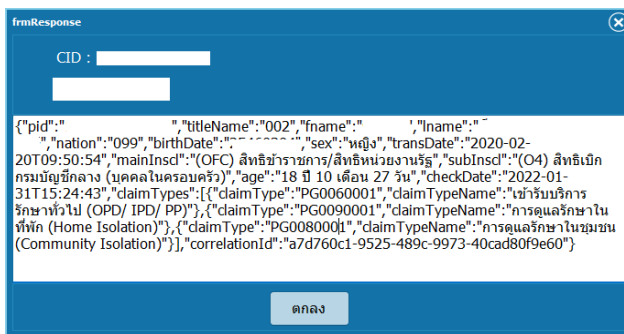 frmResponse
CID :
{"pid":" ","titleName":"002","fname":" ","lname":"
","nation":"099","birthDate":" ","sex":"หญิง","transDate":"2020-02-
20T09:50:54","mainInscl":"(OFC) สิทธิข้าราชการ/สิทธิหน่วยงานรัฐ","subInscl":"(O4) สิทธิเบิก
กรมบัญชีกลาง (บุคคลในครอบครัว)","age":"18 ปี 10 เดือน 27 วัน","checkDate":"2022-01-
31T15:24:43","claimTypes":[{"claimType":"PG0060001","claimTypeName":"เข้ารับบริการ
รักษาทั่วไป (OPD/ IPD/ PP)"},{"claimType":"PG0090001","claimTypeName":"การดูแลรักษาใน
ที่พัก (Home Isolation)"},{"claimType":"PG0080001","claimTypeName":"การดูแลรักษาในชุมชน
(Community Isolation)"}],"correlationId":"a7d760c1-9525-489c-9973-40cad80f9e60"}
ตกลง